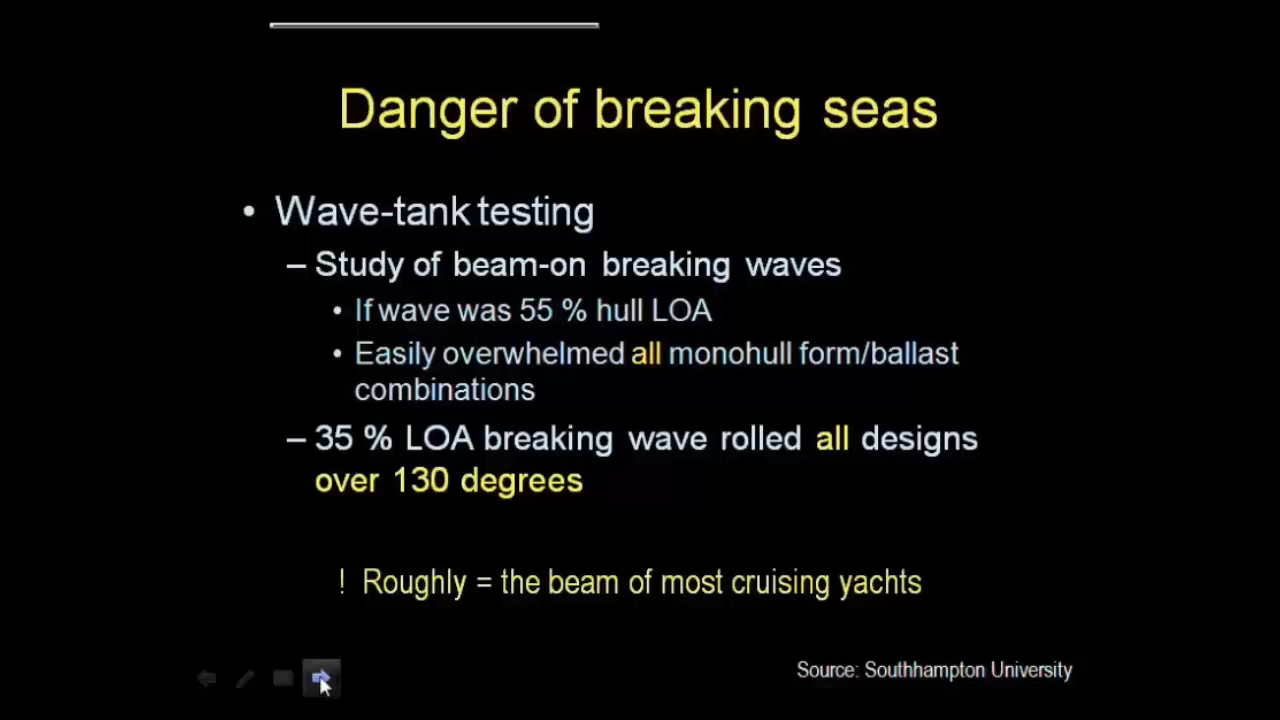 Danger of breaking seas
• Wave-tank testing
– Study of beam-on breaking waves
• If wave was 55 % hull LOA
• Easily overwhelmed all monohull form/ballast
combinations
– 35 % LOA breaking wave rolled all designs
over 130 degrees
! Roughly = the beam of most cruising yachts
Source: Southhampton University